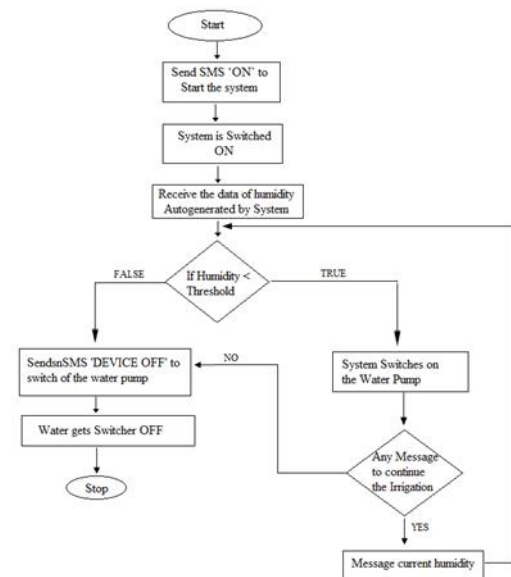 Start
Send SMS 'ON' to
Start the system
System is Switched
ON
Receive the data of humidity
Autogenerated by System
If Humidity <
Threshold
FALSE
TRUE
SendsnSMS 'DEVICE OFF' to
switch of the water pump
NO
System Switches on
the Water Pump
Water gets Switcher OFF
Any Message
to continue
the Irrigation
Stop
YES
Message current humidity